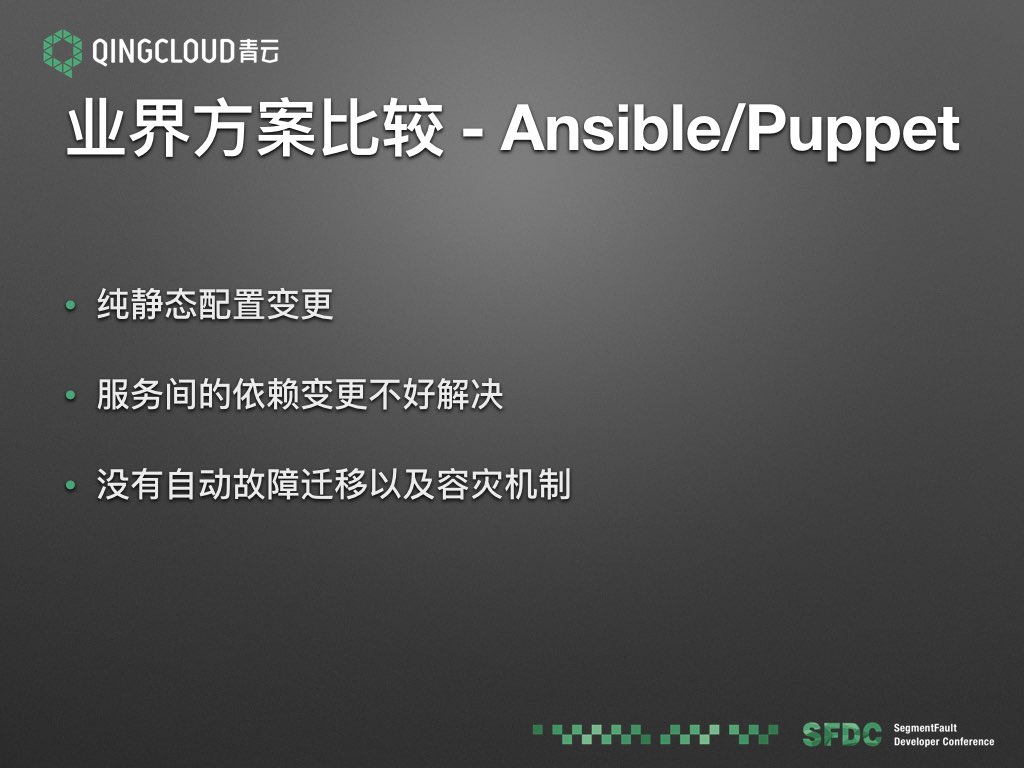 QINGCLOUD青云
业界方案比较 - Ansible/Puppet
• 纯静态配置变更
• 服务间的依赖变更不好解决
• 没有自动故障迁移以及容灾机制
SFDC
SegmentFault
Developer Conference